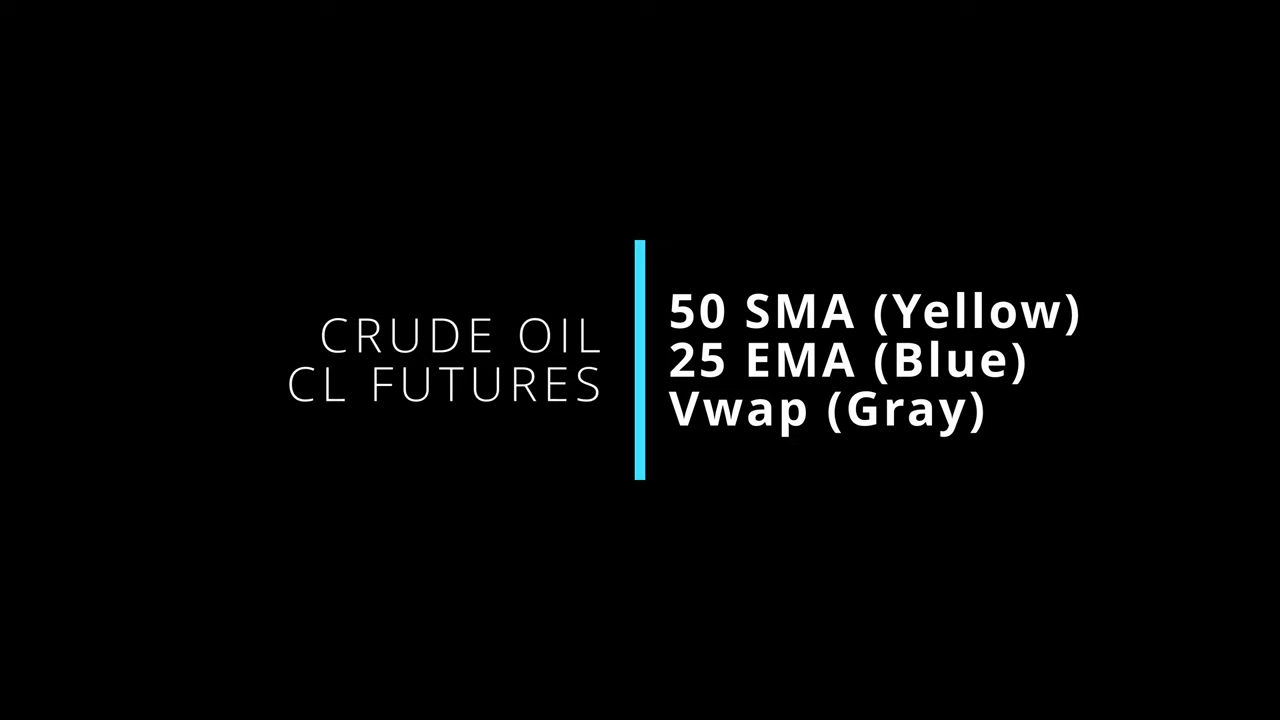 CRUDE OIL
CL FUTURES
50 SMA (Yellow)
25 EMA (Blue)
Vwap (Gray)